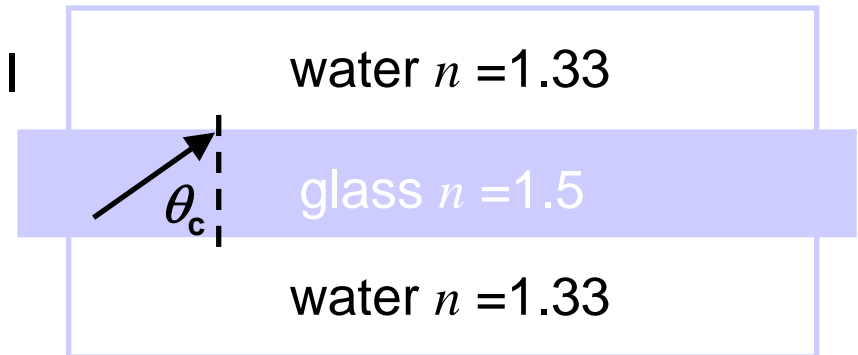 I
water n =1.33
glass n =1.5
θc
water n =1.33